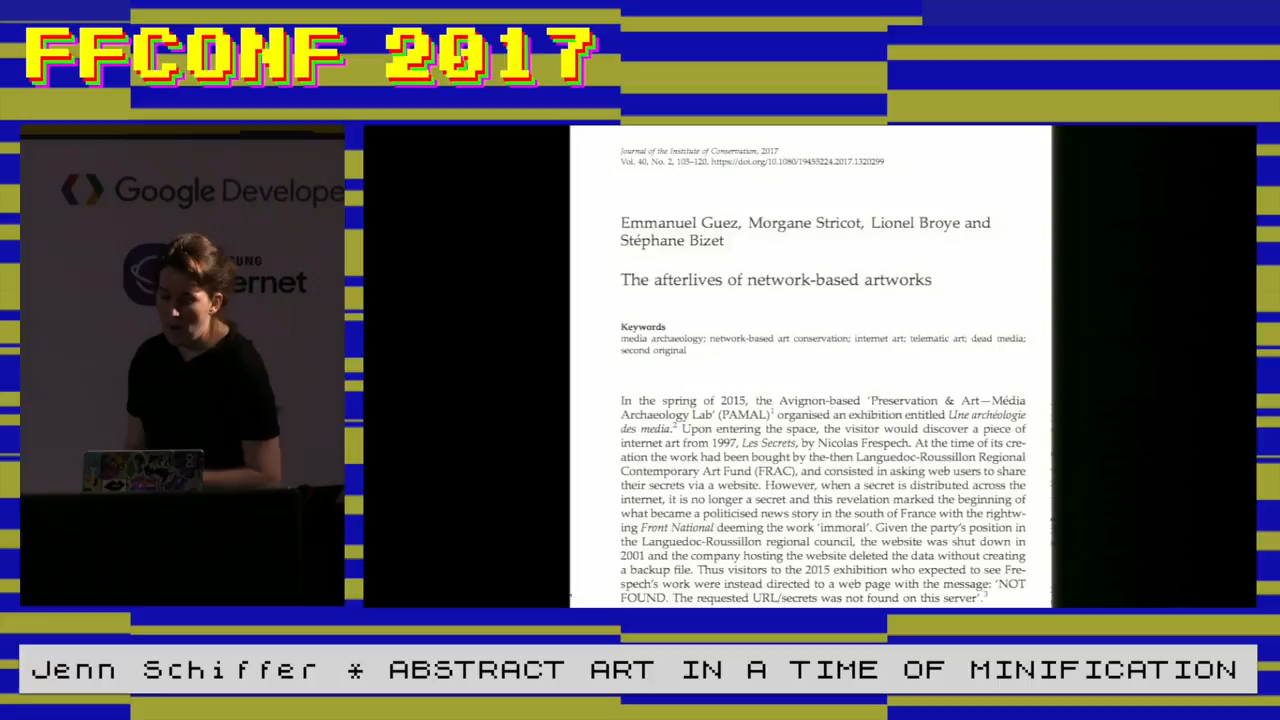 FFCONF 2017
Google Develope
UNG
ernet
Journal of the Institute of Conservation, 2017
Vol. 40, No. 2, 105–120, https://doi.org/10.1080/19455224.2017.1320299
Emmanuel Guez, Morgane Stricot, Lionel Broye and
Stéphane Bizet
The afterlives of network-based artworks
Keywords
media archaeology; network-based art conservation; internet art; telematic art; dead media;
second original
In the spring of 2015, the Avignon-based ‘Preservation & Art—Média
Archaeology Lab’ (PAMAL)1 organised an exhibition entitled Une archéologie
des media.2 Upon entering the space, the visitor would discover a piece of
internet art from 1997, Les Secrets, by Nicolas Frespech. At the time of its cre-
ation the work had been bought by the-then Languedoc-Roussillon Regional
Contemporary Art Fund (FRAC), and consisted in asking web users to share
their secrets via a website. However, when a secret is distributed across the
internet, it is no longer a secret and this revelation marked the beginning of
what became a politicised news story in the south of France with the rightw-
ing Front National deeming the work ‘immoral’. Given the party’s position in
the Languedoc-Roussillon regional council, the website was shut down in
2001 and the company hosting the website deleted the data without creating
a backup file. Thus visitors to the 2015 exhibition who expected to see Fre-
spech’s work were instead directed to a web page with the message: ‘NOT
FOUND. The requested URL/secrets was not found on this server’.3
Jenn Schiffer * ABSTRACT ART IN A TIME OF MINIFICATION